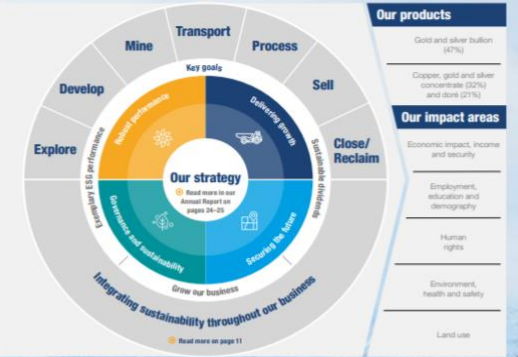 Explore
Develop
Mine
Transport
Process
Sell
Close/
Reclaim
Key goals
Exemplary ESG performance
Sustainable dividends
Grow our business
Robust performance
Delivering growth
Governance and sustainability
Securing the future
Our strategy
Read more in our
Annual Report on
pages 24–25
Integrating sustainability throughout our business
Read more on page 11
Our products
Gold and silver bullion
(47%)
Copper, gold and silver
concentrate (32%)
and doré (21%)
Our impact areas
Economic impact, income
and security
Employment,
education and
demography
Human
rights
Environment,
health and safety
Land use